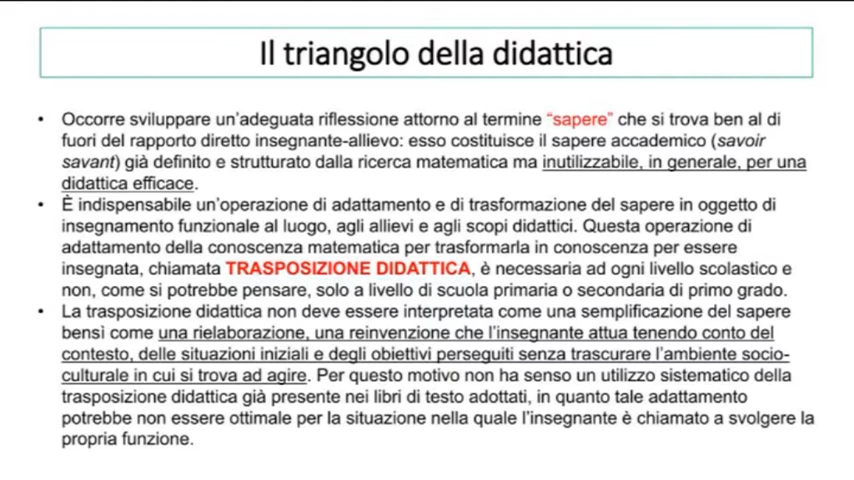 Il triangolo della didattica
• Occorre sviluppare un'adeguata riflessione attorno al termine “sapere” che si trova ben al di
fuori del rapporto diretto insegnante-allievo: esso costituisce il sapere accademico (savoir
savant) già definito e strutturato dalla ricerca matematica ma inutilizzabile, in generale, per una
didattica efficace.
• È indispensabile un'operazione di adattamento e di trasformazione del sapere in oggetto di
insegnamento funzionale al luogo, agli allievi e agli scopi didattici. Questa operazione di
adattamento della conoscenza matematica per trasformarla in conoscenza per essere
insegnata, chiamata TRASPOSIZIONE DIDATTICA, è necessaria ad ogni livello scolastico e
non, come si potrebbe pensare, solo a livello di scuola primaria o secondaria di primo grado.
• La trasposizione didattica non deve essere interpretata come una semplificazione del sapere
bensì come una rielaborazione, una reinvenzione che l'insegnante attua tenendo conto del
contesto, delle situazioni iniziali e degli obiettivi perseguiti senza trascurare l'ambiente socio-
culturale in cui si trova ad agire. Per questo motivo non ha senso un utilizzo sistematico della
trasposizione didattica già presente nei libri di testo adottati, in quanto tale adattamento
potrebbe non essere ottimale per la situazione nella quale l'insegnante è chiamato a svolgere la
propria funzione.